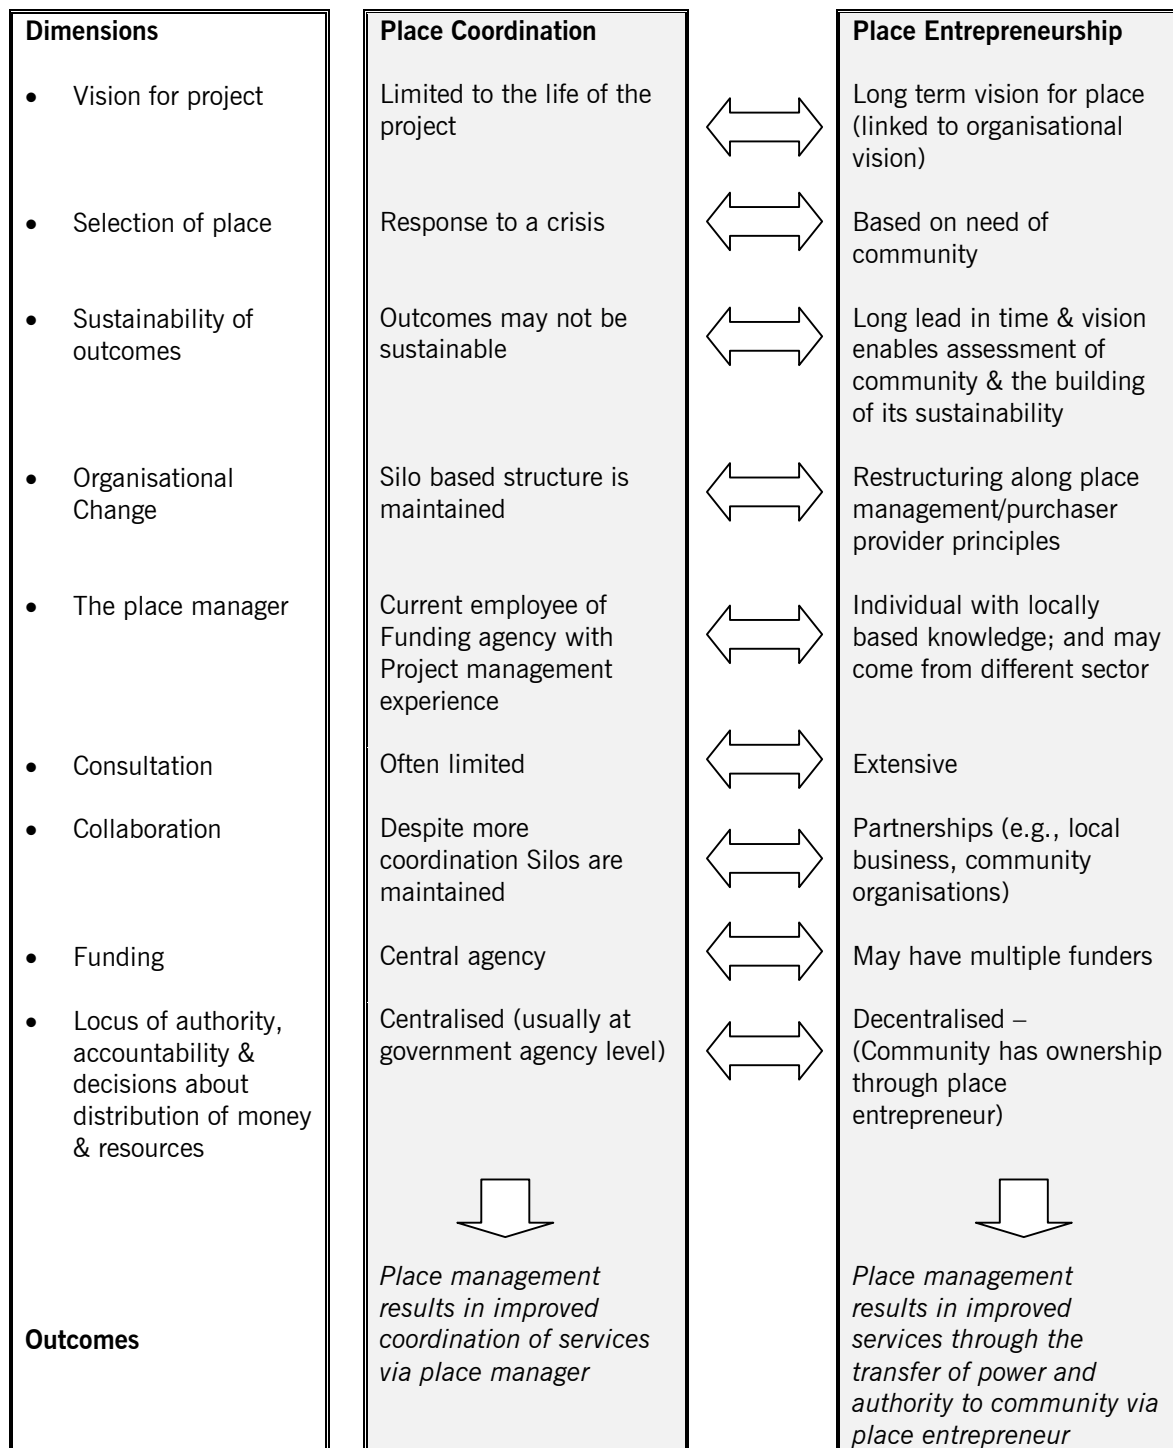 Dimensions
Place Coordination
Place Entrepreneurship
• Vision for project
Limited to the life of the
project
Long term vision for place
(linked to organisational
vision)
• Selection of place
Response to a crisis
Based on need of
community
• Sustainability of
outcomes
Outcomes may not be
sustainable
Long lead in time & vision
enables assessment of
community & the building
of its sustainability
• Organisational
Change
Silo based structure is
maintained
Restructuring along place
management/purchaser
provider principles
• The place manager
Current employee of
Funding agency with
Project management
experience
Individual with locally
based knowledge; and may
come from different sector
• Consultation
Often limited
Extensive
• Collaboration
Despite more
coordination Silos are
maintained
Partnerships (e.g., local
business, community
organisations)
• Funding
Central agency
May have multiple funders
• Locus of authority,
accountability &
decisions about
distribution of money
& resources
Centralised (usually at
government agency level)
Decentralised –
(Community has ownership
through place
entrepreneur)
Outcomes
Place management
results in improved
coordination of services
via place manager
Place management
results in improved
services through the
transfer of power and
authority to community via
place entrepreneur